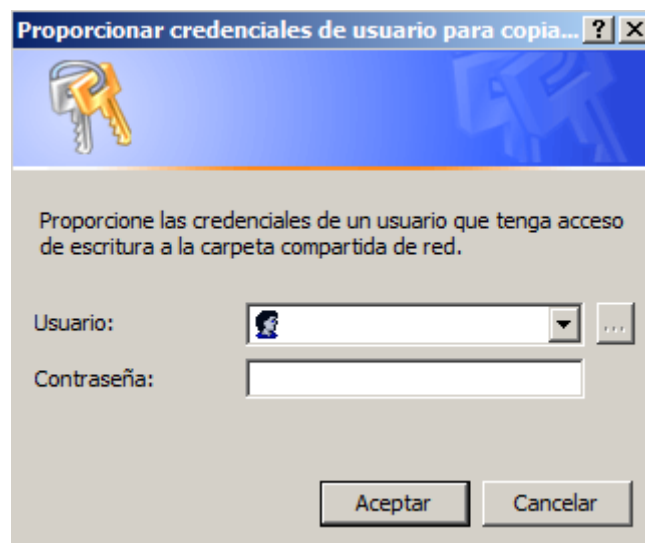 Proporcionar credenciales de usuario para copia...
Proporcione las credenciales de un usuario que tenga acceso
de escritura a la carpeta compartida de red.
Usuario:
...
Contraseña:
Aceptar
Cancelar